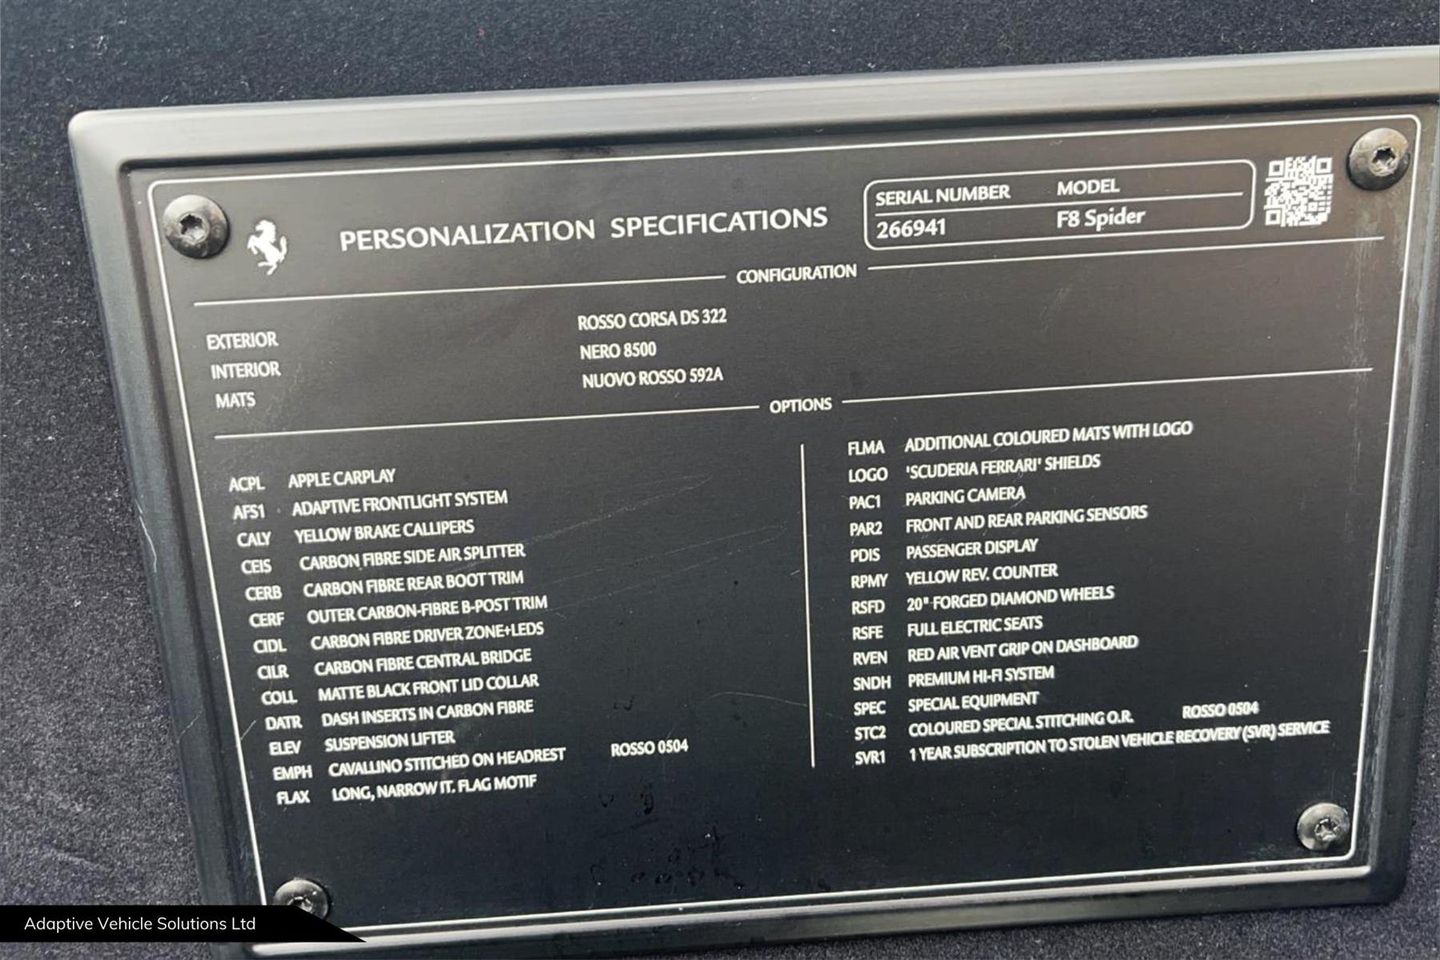 PERSONALIZATION SPECIFICATIONS
SERIAL NUMBER MODEL
266941 F8 Spider
CONFIGURATION
EXTERIOR ROSSO CORSA DS 322
INTERIOR NERO 8500
MATS NUOVO ROSSO 592A
OPTIONS
ACPL APPLE CARPLAY
AFS1 ADAPTIVE FRONTLIGHT SYSTEM
CALY YELLOW BRAKE CALLIPERS
CEIS CARBON FIBRE SIDE AIR SPLITTER
CERB CARBON FIBRE REAR BOOT TRIM
CERF OUTER CARBON-FIBRE B-POST TRIM
CIDL CARBON FIBRE DRIVER ZONE+LEDS
CILR CARBON FIBRE CENTRAL BRIDGE
COLL MATTE BLACK FRONT LID COLLAR
DATR DASH INSERTS IN CARBON FIBRE
ELEV SUSPENSION LIFTER
EMPH CAVALLINO STITCHED ON HEADREST ROSSO 0504
FLAX LONG, NARROW IT. FLAG MOTIF
FLMA ADDITIONAL COLOURED MATS WITH LOGO
LOGO 'SCUDERIA FERRARI' SHIELDS
PAC1 PARKING CAMERA
PAR2 FRONT AND REAR PARKING SENSORS
PDIS PASSENGER DISPLAY
RPMY YELLOW REV. COUNTER
RSFD 20" FORGED DIAMOND WHEELS
RSFE FULL ELECTRIC SEATS
RVEN RED AIR VENT GRIP ON DASHBOARD
SNDH PREMIUM HI-FI SYSTEM
SPEC SPECIAL EQUIPMENT
STC2 COLOURED SPECIAL STITCHING O.R. ROSSO 0504
SVR1 1 YEAR SUBSCRIPTION TO STOLEN VEHICLE RECOVERY (SVR) SERVICE
Adaptive Vehicle Solutions Ltd